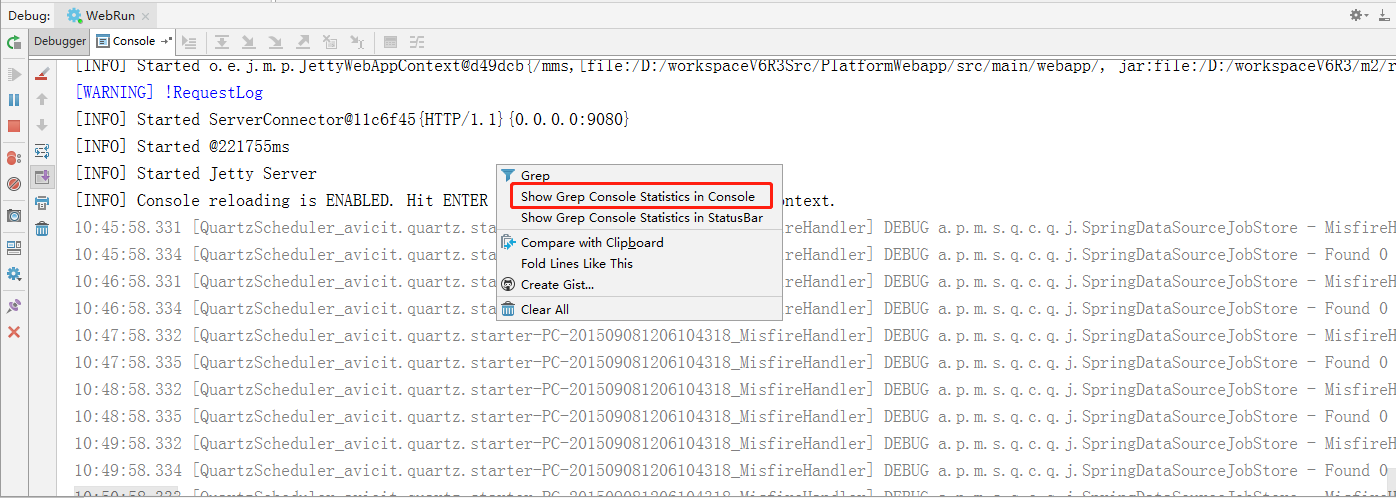 Debug: WebRun
Debugger Console
[INFO] Started o.e.j.m.p.JettyWebAppContext@d49dcb{/mms,[file:/D:/workspaceV6R3Src/PlatformWebapp/src/main/webapp/, jar:file:/D:/workspaceV6R3/m2/r
[WARNING] !RequestLog
[INFO] Started ServerConnector@11c6f45{HTTP/1.1}{0.0.0.0:9080}
[INFO] Started @221755ms
[INFO] Started Jetty Server
[INFO] Console reloading is ENABLED. Hit ENTER ontext.
Grep
Show Grep Console Statistics in Console
Show Grep Console Statistics in StatusBar
Compare with Clipboard
Fold Lines Like This
Create Gist...
Clear All
10:45:58.331 [QuartzScheduler_avicit.quartz.s fireHandler] DEBUG a.p.m.s.q.c.q.j.SpringDataSourceJobStore - MisfireH
10:45:58.334 [QuartzScheduler_avicit.quartz.s fireHandler] DEBUG a.p.m.s.q.c.q.j.SpringDataSourceJobStore - Found 0
10:46:58.331 [QuartzScheduler_avicit.quartz.s fireHandler] DEBUG a.p.m.s.q.c.q.j.SpringDataSourceJobStore - MisfireH
10:46:58.334 [QuartzScheduler_avicit.quartz.s fireHandler] DEBUG a.p.m.s.q.c.q.j.SpringDataSourceJobStore - Found 0
10:47:58.332 [QuartzScheduler_avicit.quartz.starter-PC-201509081206104318_MisfireHandler] DEBUG a.p.m.s.q.c.q.j.SpringDataSourceJobStore - MisfireH
10:47:58.335 [QuartzScheduler_avicit.quartz.starter-PC-201509081206104318_MisfireHandler] DEBUG a.p.m.s.q.c.q.j.SpringDataSourceJobStore - Found 0
10:48:58.332 [QuartzScheduler_avicit.quartz.starter-PC-201509081206104318_MisfireHandler] DEBUG a.p.m.s.q.c.q.j.SpringDataSourceJobStore - MisfireH
10:48:58.335 [QuartzScheduler_avicit.quartz.starter-PC-201509081206104318_MisfireHandler] DEBUG a.p.m.s.q.c.q.j.SpringDataSourceJobStore - Found 0
10:49:58.332 [QuartzScheduler_avicit.quartz.starter-PC-201509081206104318_MisfireHandler] DEBUG a.p.m.s.q.c.q.j.SpringDataSourceJobStore - MisfireH
10:49:58.334 [QuartzScheduler_avicit.quartz.starter-PC-201509081206104318_MisfireHandler] DEBUG a.p.m.s.q.c.q.j.SpringDataSourceJobStore - Found 0